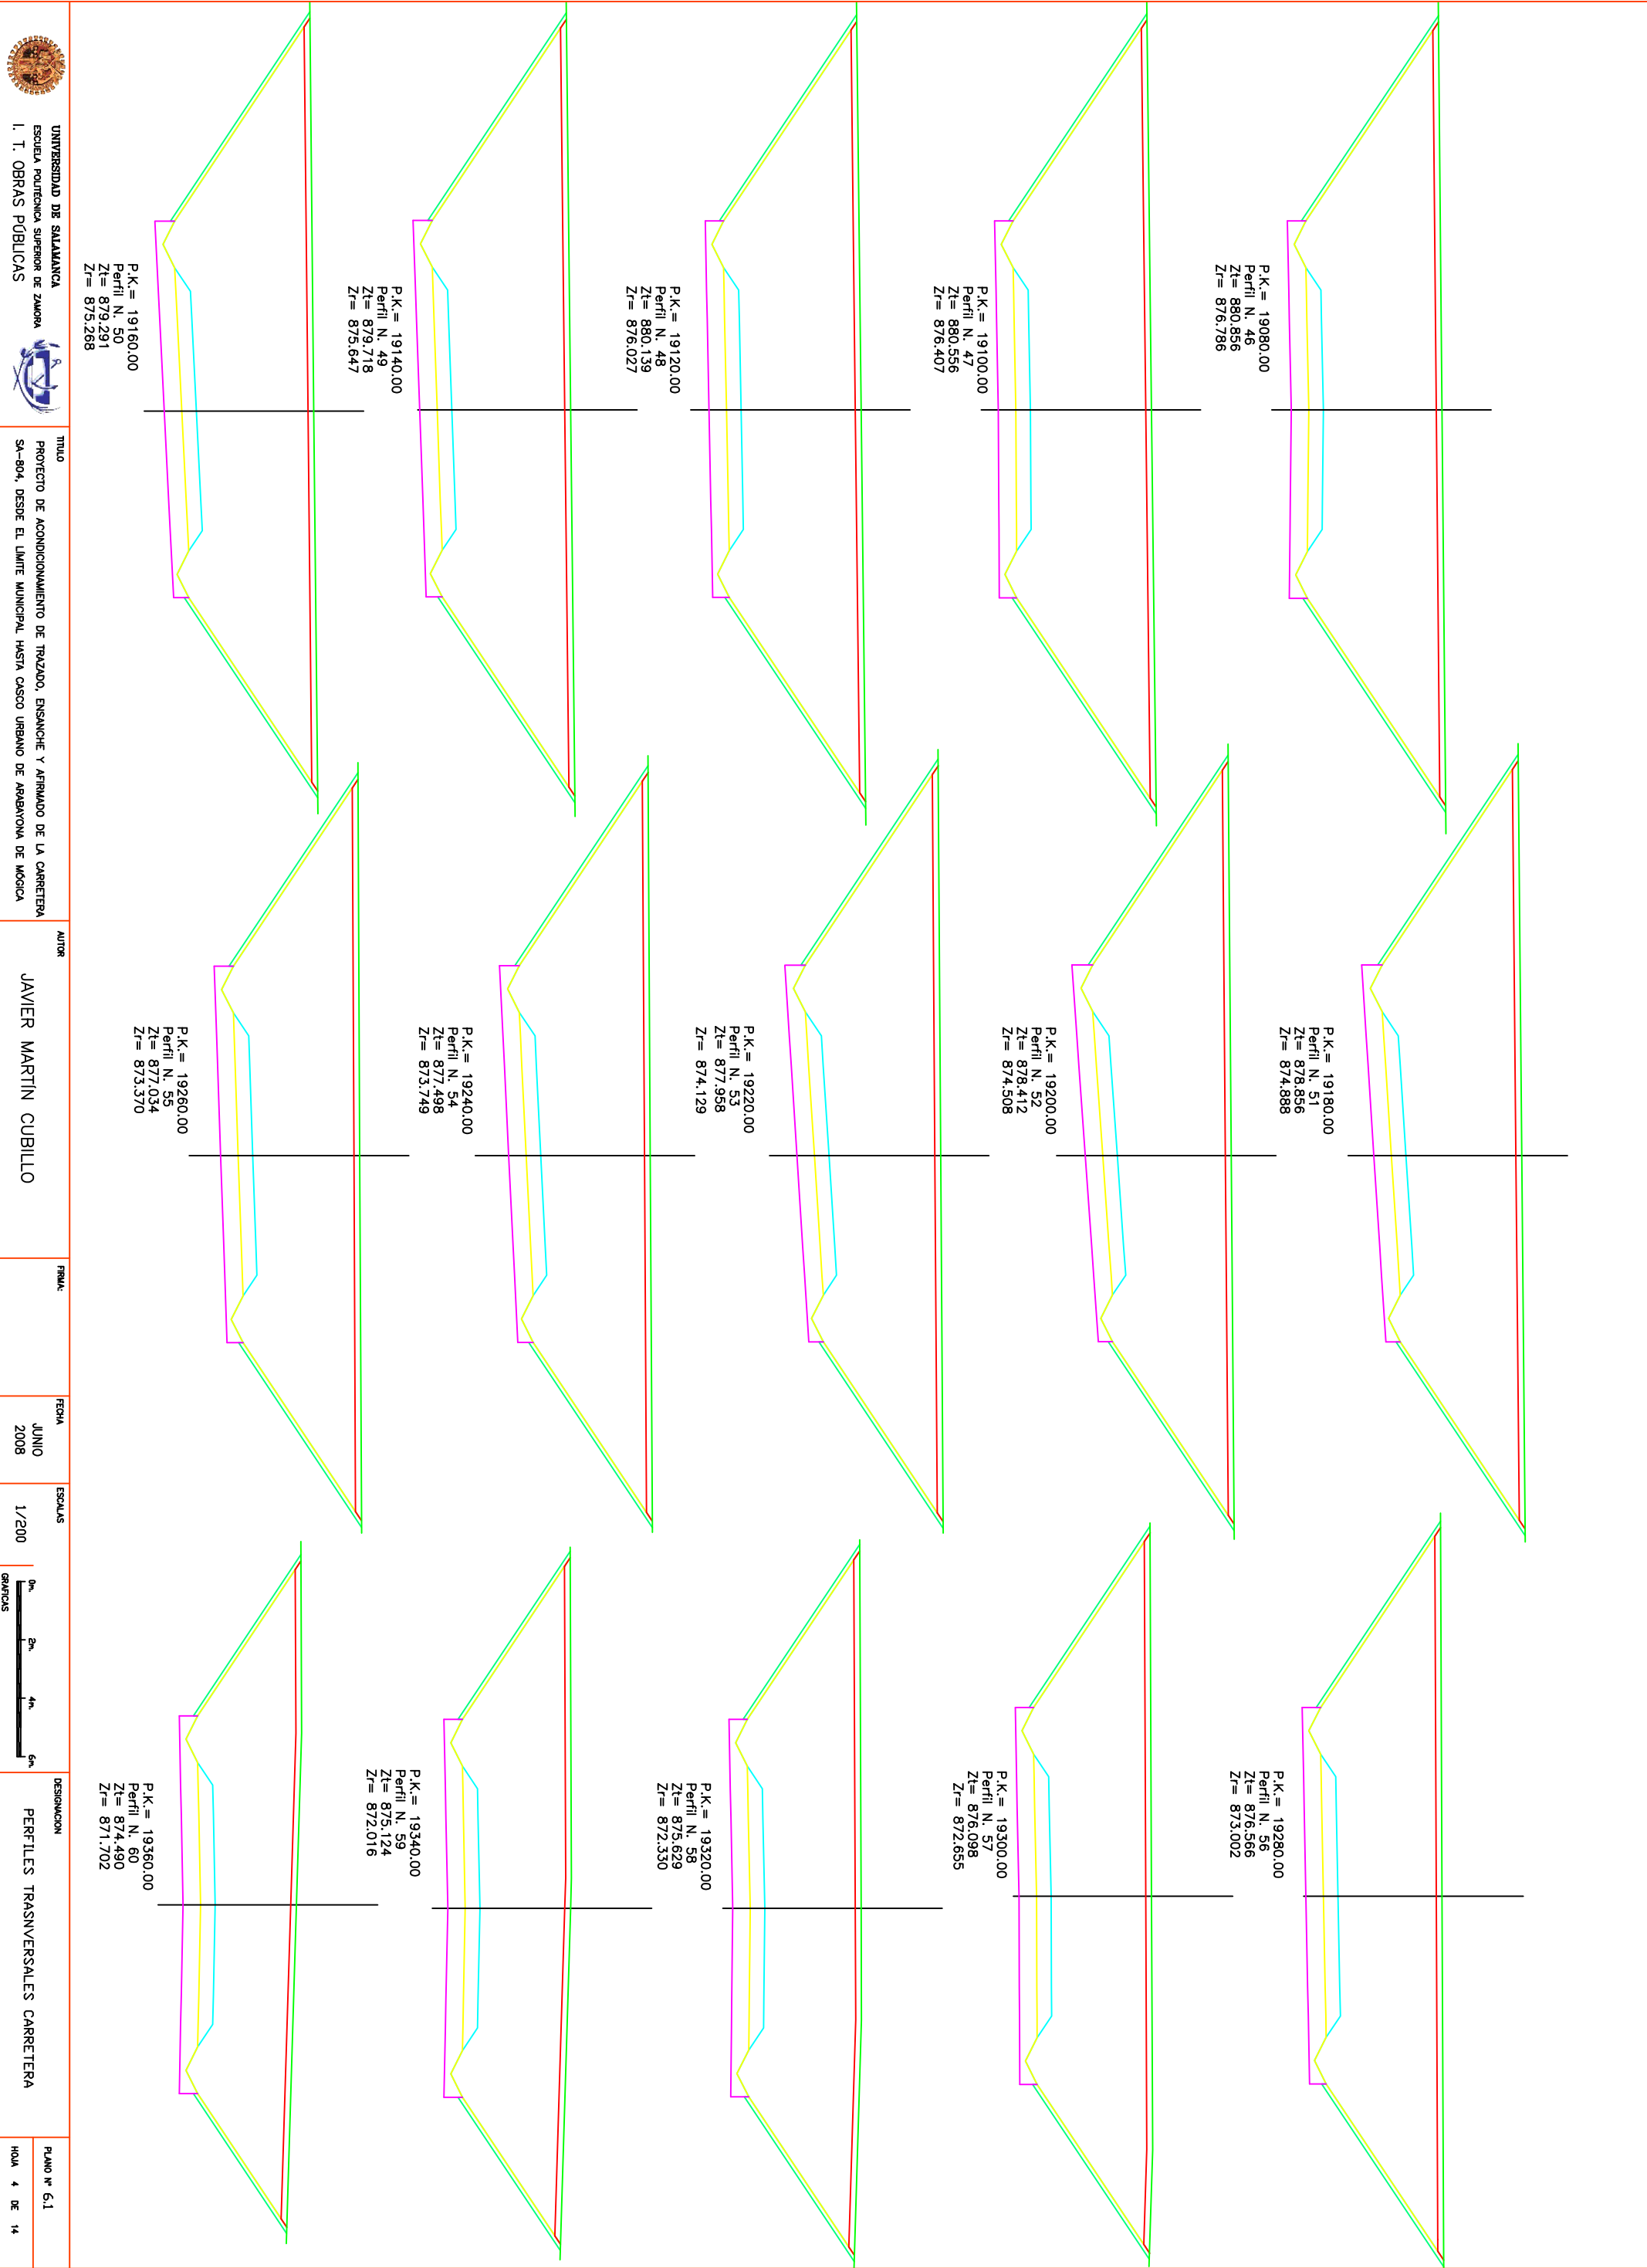 P.K.= 19080.00
Perfil N. 46
Zt= 880.856
Zr= 876.786
P.K.= 19100.00
Perfil N. 47
Zt= 880.556
Zr= 876.407
P.K.= 19120.00
Perfil N. 48
Zt= 880.139
Zr= 876.027
P.K.= 19140.00
Perfil N. 49
Zt= 879.718
Zr= 875.647
P.K.= 19160.00
Perfil N. 50
Zt= 879.291
Zr= 875.268
P.K.= 19180.00
Perfil N. 51
Zt= 878.856
Zr= 874.888
P.K.= 19200.00
Perfil N. 52
Zt= 878.412
Zr= 874.508
P.K.= 19220.00
Perfil N. 53
Zt= 877.958
Zr= 874.129
P.K.= 19240.00
Perfil N. 54
Zt= 877.498
Zr= 873.749
P.K.= 19260.00
Perfil N. 55
Zt= 877.034
Zr= 873.370
P.K.= 19280.00
Perfil N. 56
Zt= 876.566
Zr= 873.002
P.K.= 19300.00
Perfil N. 57
Zt= 876.098
Zr= 872.655
P.K.= 19320.00
Perfil N. 58
Zt= 875.629
Zr= 872.330
P.K.= 19340.00
Perfil N. 59
Zt= 875.124
Zr= 872.016
P.K.= 19360.00
Perfil N. 60
Zt= 874.490
Zr= 871.702
UNIVERSIDAD DE SALAMANCA
ESCUELA POLITÉCNICA SUPERIOR DE ZAMORA
I. T. OBRAS PÚBLICAS
TITULO
PROYECTO DE ACONDICIONAMIENTO DE TRAZADO, ENSANCHE Y AFIRMADO DE LA CARRETERA
SA-804, DESDE EL LÍMITE MUNICIPAL HASTA CASCO URBANO DE ARABAYONA DE MÓGICA
AUTOR
JAVIER MARTÍN CUBILLO
FIRMA:
FECHA
JUNIO
2008
ESCALAS
1/200
0m. 2m. 4m. 6m.
GRAFICAS
DESIGNACION
PERFILES TRASNVERSALES CARRETERA
PLANO Nº 6.1
HOJA 4 DE 14